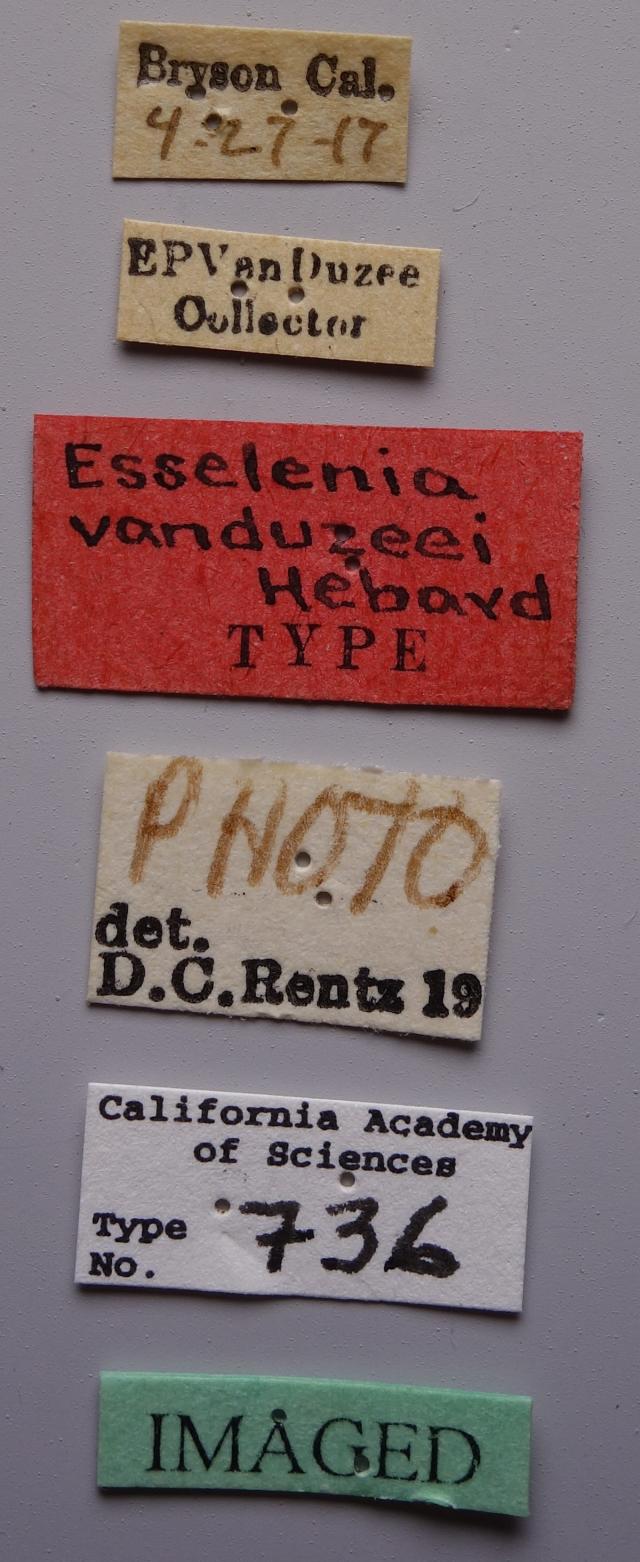 Bryson Cal.
4-27-17
EPVanDuzee
Collector
Esselenia
vanduzeei
Hebard
TYPE
PHOTO
det.
D.C.Rentz 19
California Academy
of Sciences
Type
No. 736
IMAGED